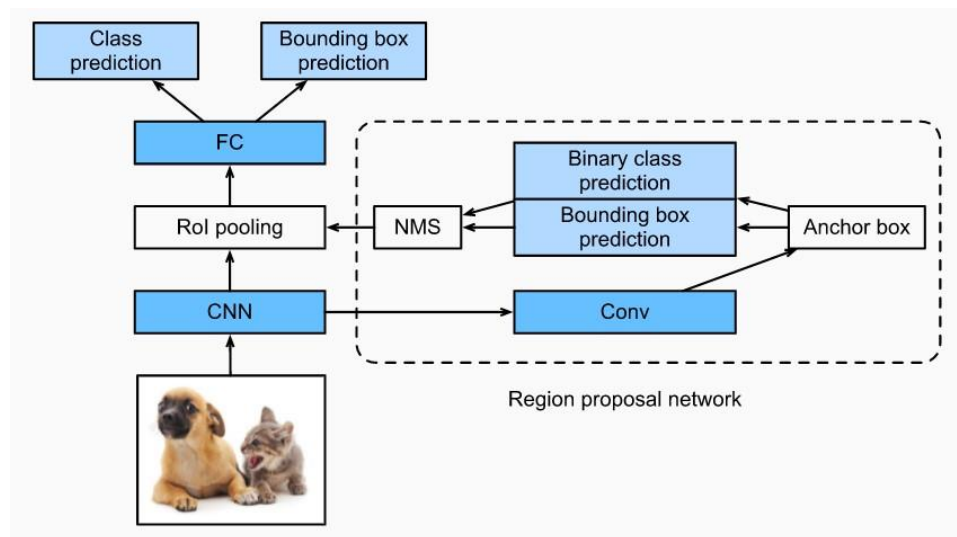 Class
prediction
Bounding box
prediction
FC
Binary class
prediction
RoI pooling
NMS
Bounding box
prediction
Anchor box
CNN
Conv
Region proposal network